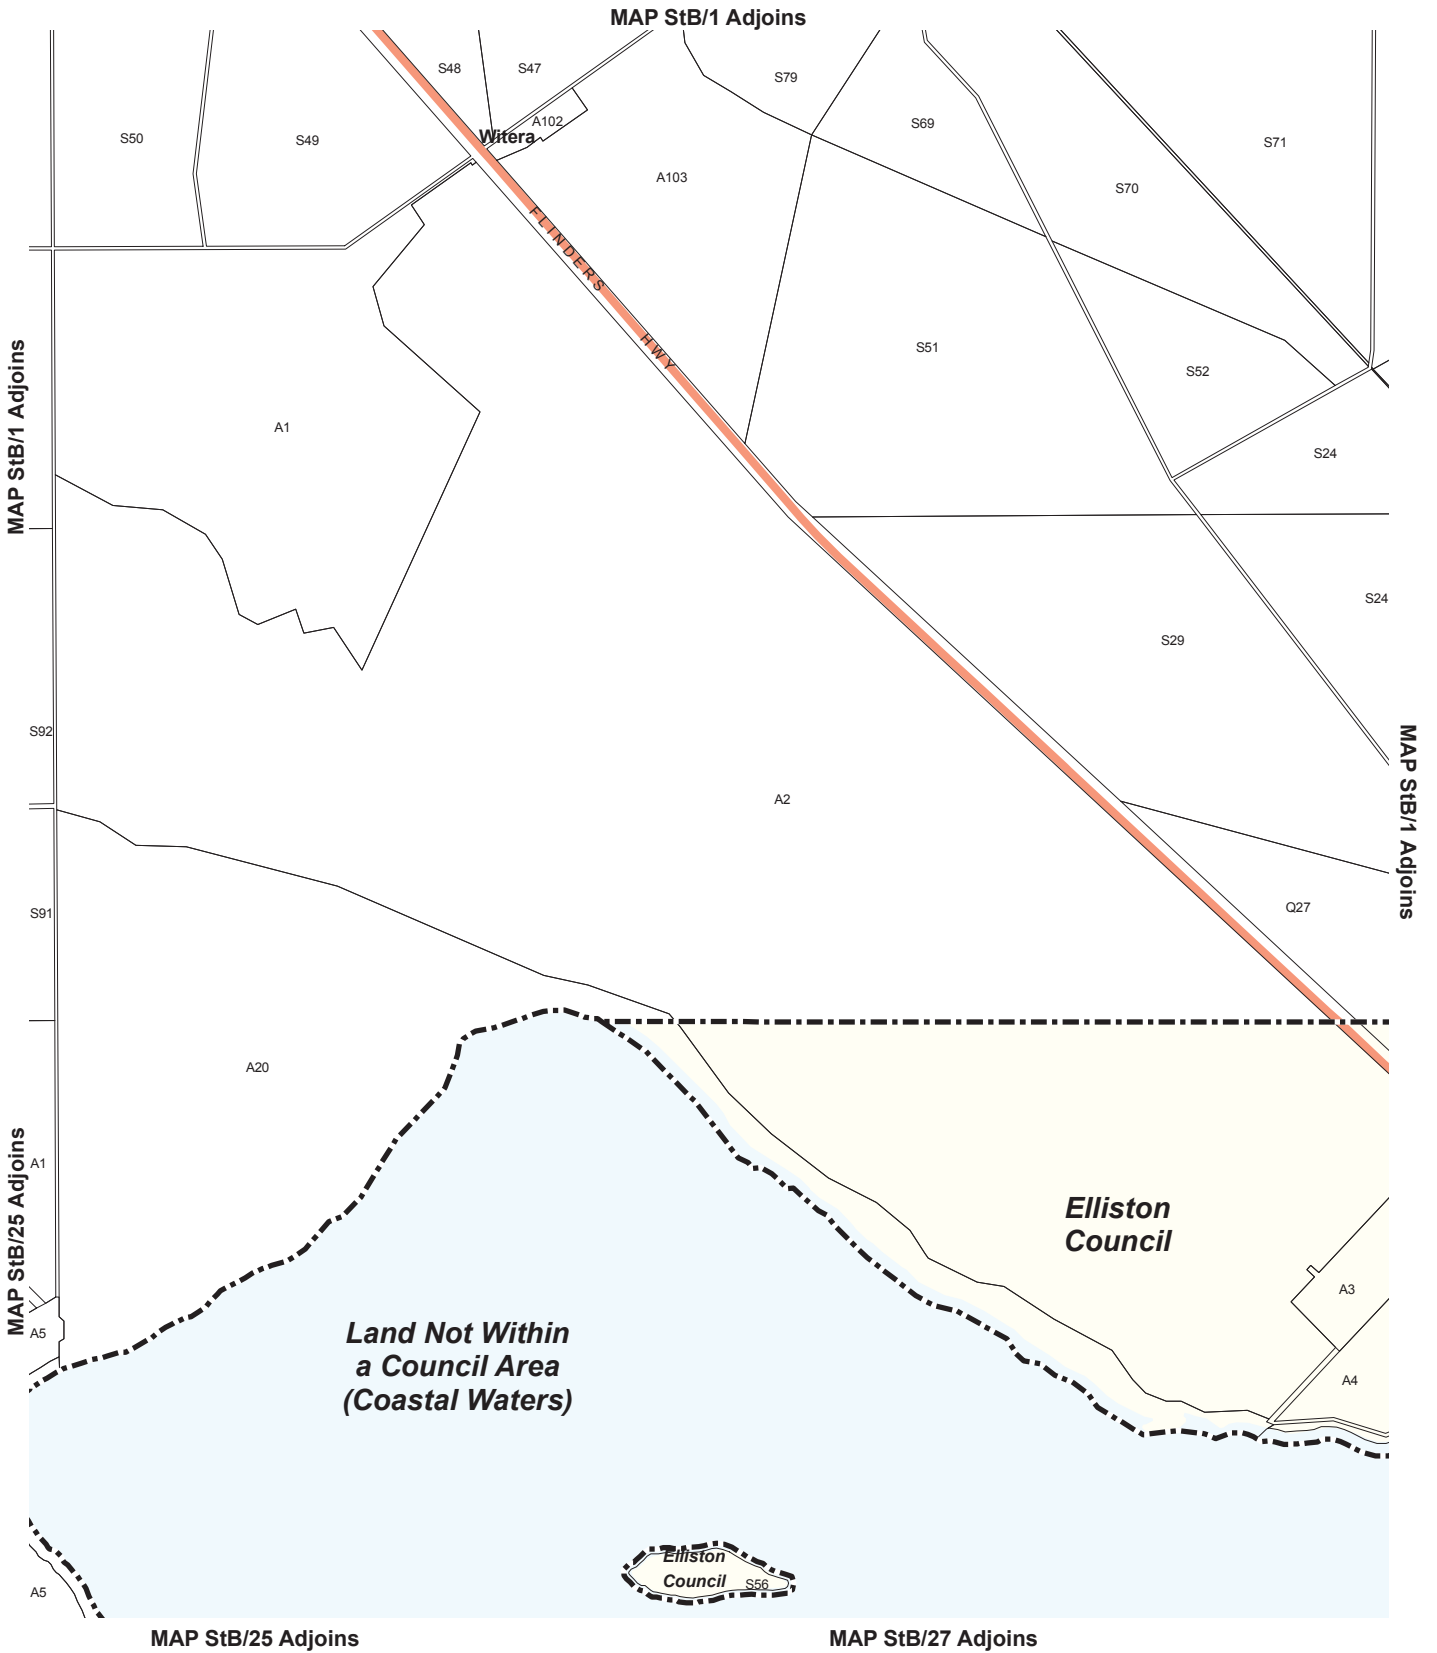 MAP StB/1 Adjoins
S48
S47
S79
S50
S49
A102
Witera
S69
S71
A103
S70
FLINDERS HWY
S51
S52
MAP StB/1 Adjoins
A1
S24
S24
S29
S92
A2
MAP StB/1 Adjoins
S91
Q27
A20
A1
MAP StB/25 Adjoins
Elliston
Council
A3
A5
Land Not Within
a Council Area
(Coastal Waters)
A4
Elliston
Council
S56
A5
MAP StB/25 Adjoins
MAP StB/27 Adjoins